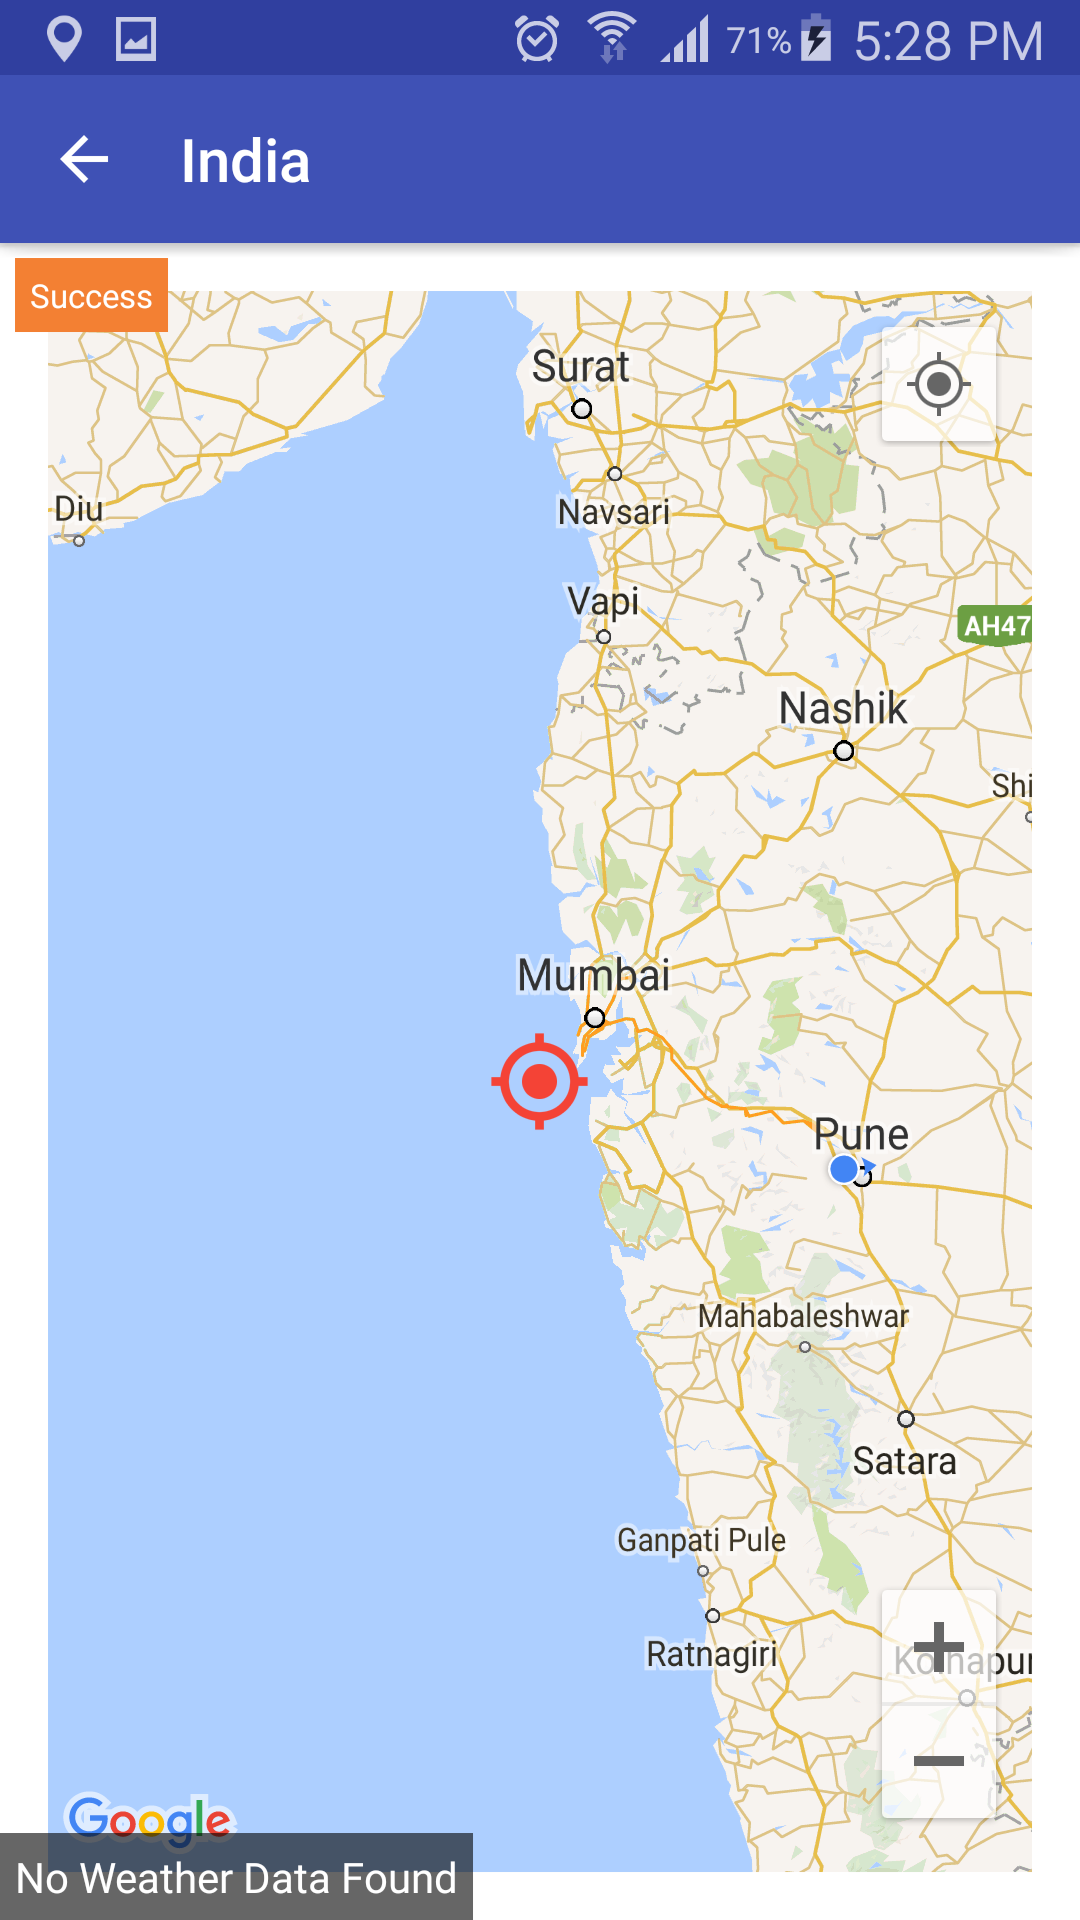 71% 5:28 PM
India
Success
Surat
Diu
Navsari
Vapi
AH47
Nashik
Shi
Mumbai
Pune
Mahabaleshwar
Satara
Ganpati Pule
Ratnagiri
Kolhapur
Google
No Weather Data Found